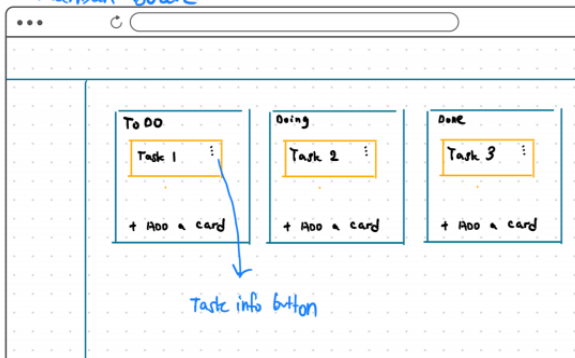 To DO
Task 1
+ ADD a card
Doing
Task 2
+ ADD a card
Done
Task 3
+ ADD a card
Task info button